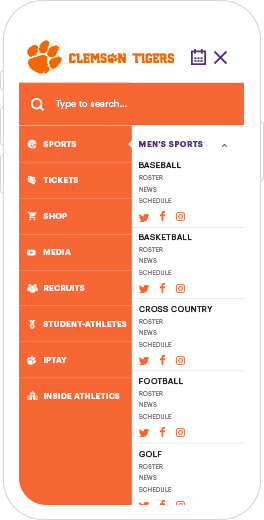 CLEMSON TIGERS
Type to search...
SPORTS
TICKETS
SHOP
MEDIA
RECRUITS
STUDENT-ATHLETES
IPTAY
INSIDE ATHLETICS
MEN'S SPORTS
BASEBALL
ROSTER
NEWS
SCHEDULE
BASKETBALL
ROSTER
NEWS
SCHEDULE
CROSS COUNTRY
ROSTER
NEWS
SCHEDULE
FOOTBALL
ROSTER
NEWS
SCHEDULE
GOLF
ROSTER
NEWS
SCHEDULE